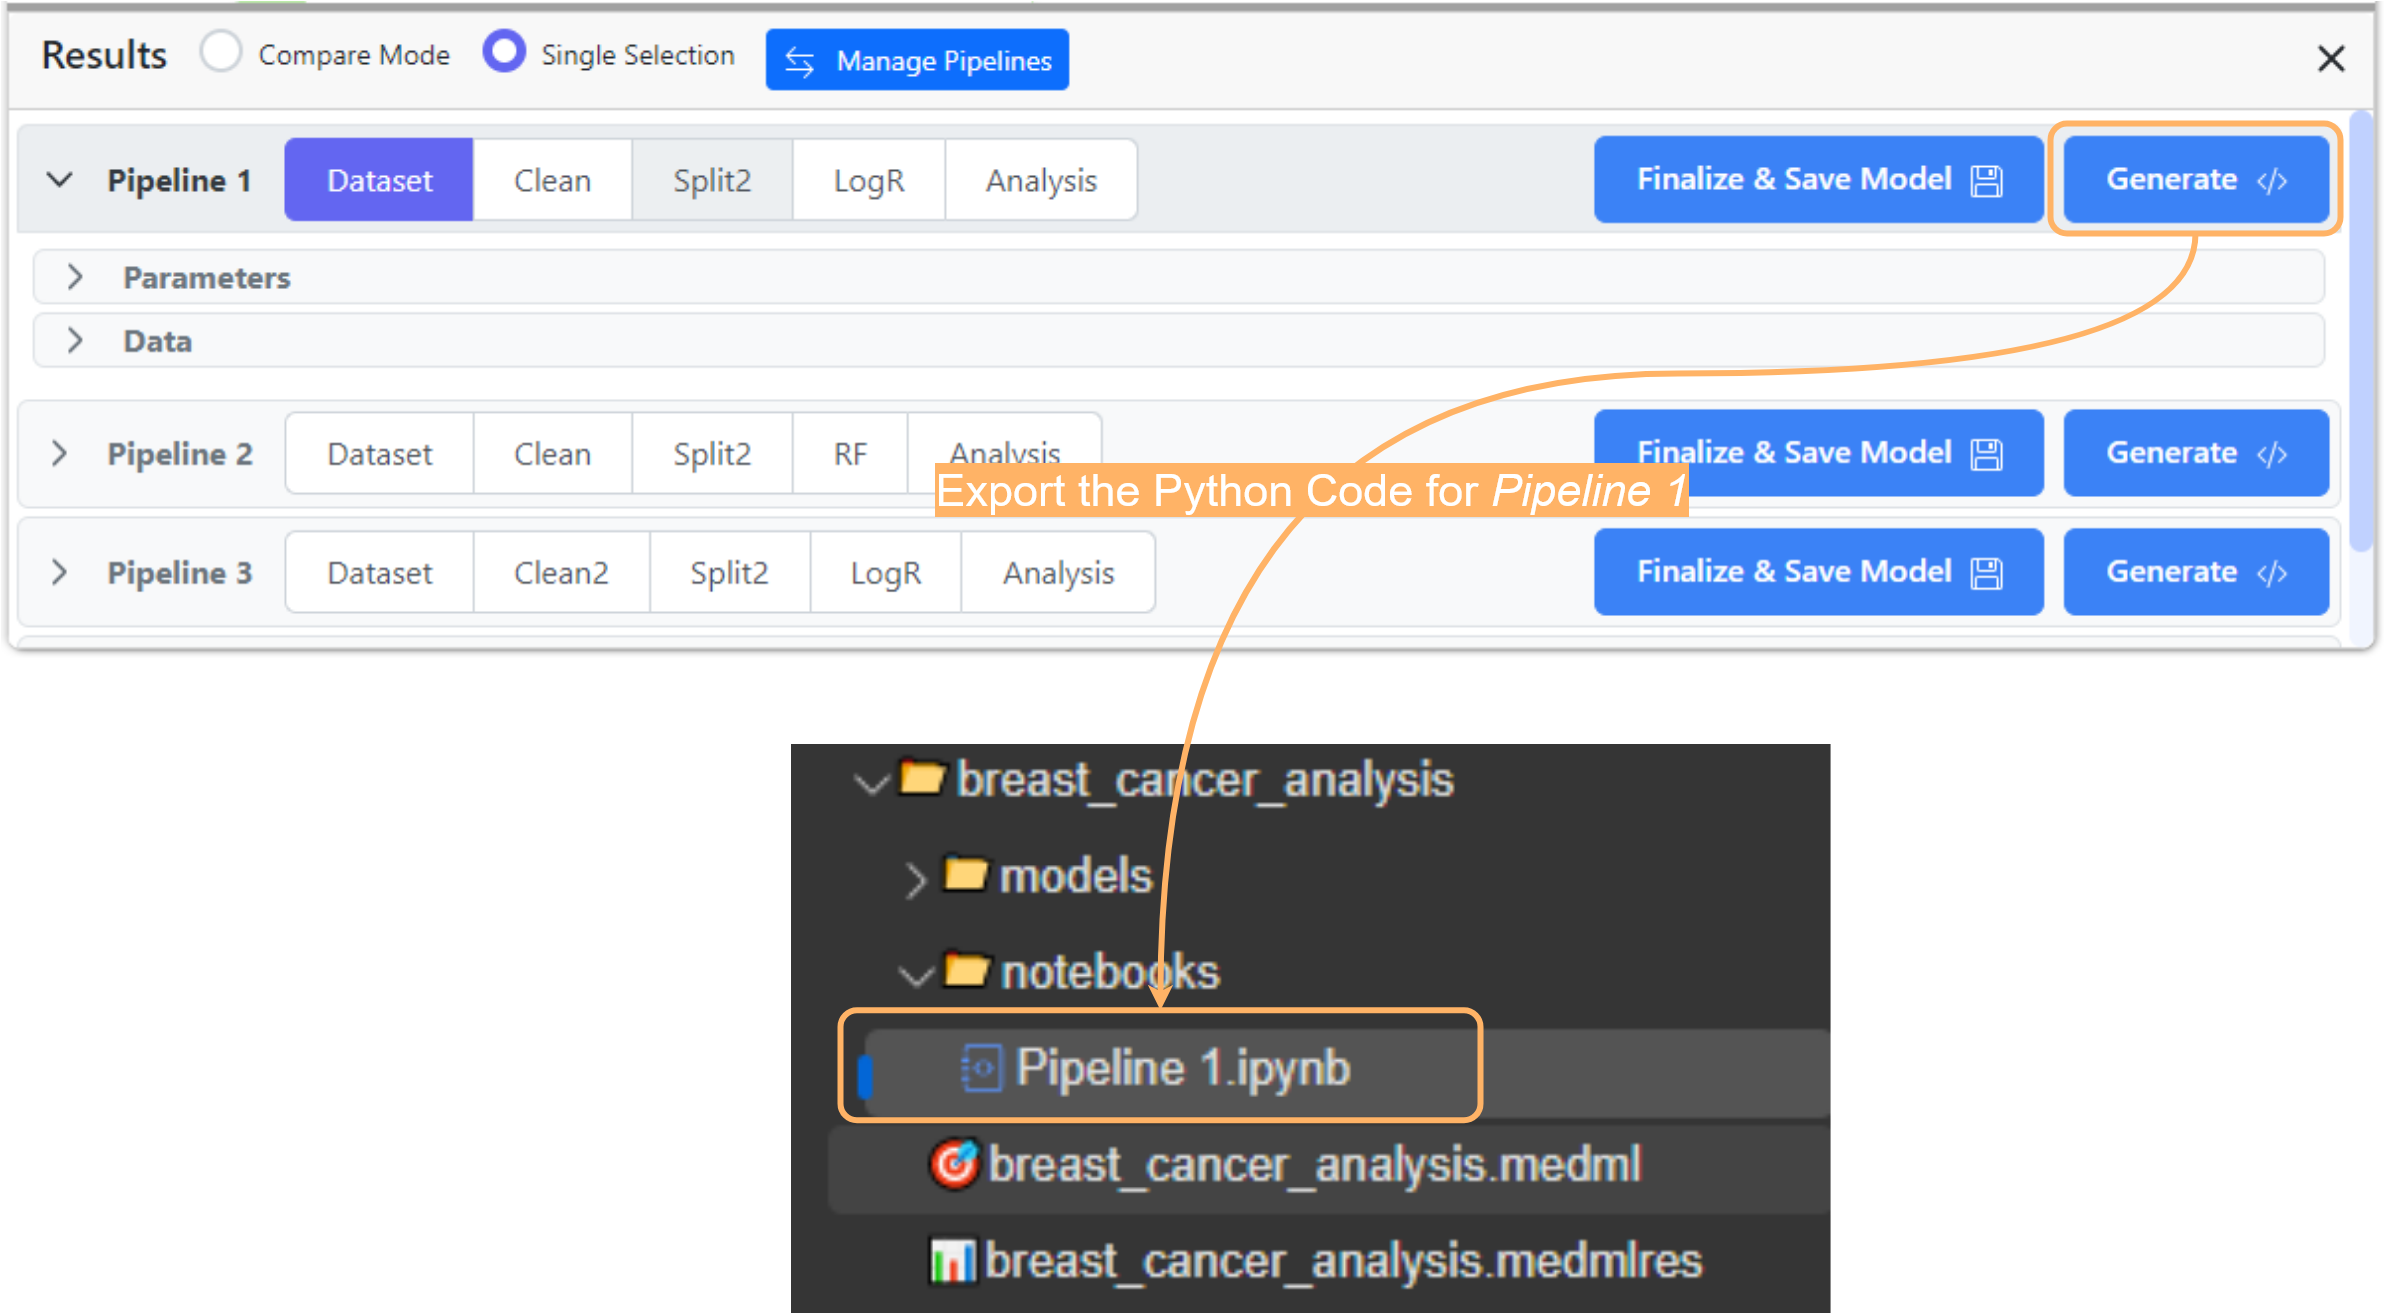 Results Compare Mode Single Selection Manage Pipelines
Pipeline 1 Dataset Clean Split2 LogR Analysis Finalize & Save Model Generate </>
Parameters
Data
Pipeline 2 Dataset Clean Split2 RF Analysis Finalize & Save Model Generate </>
Export the Python Code for Pipeline 1
Pipeline 3 Dataset Clean2 Split2 LogR Analysis Finalize & Save Model Generate </>
breast_cancer_analysis
models
notebooks
Pipeline 1.ipynb
breast_cancer_analysis.medml
breast_cancer_analysis.medmlres